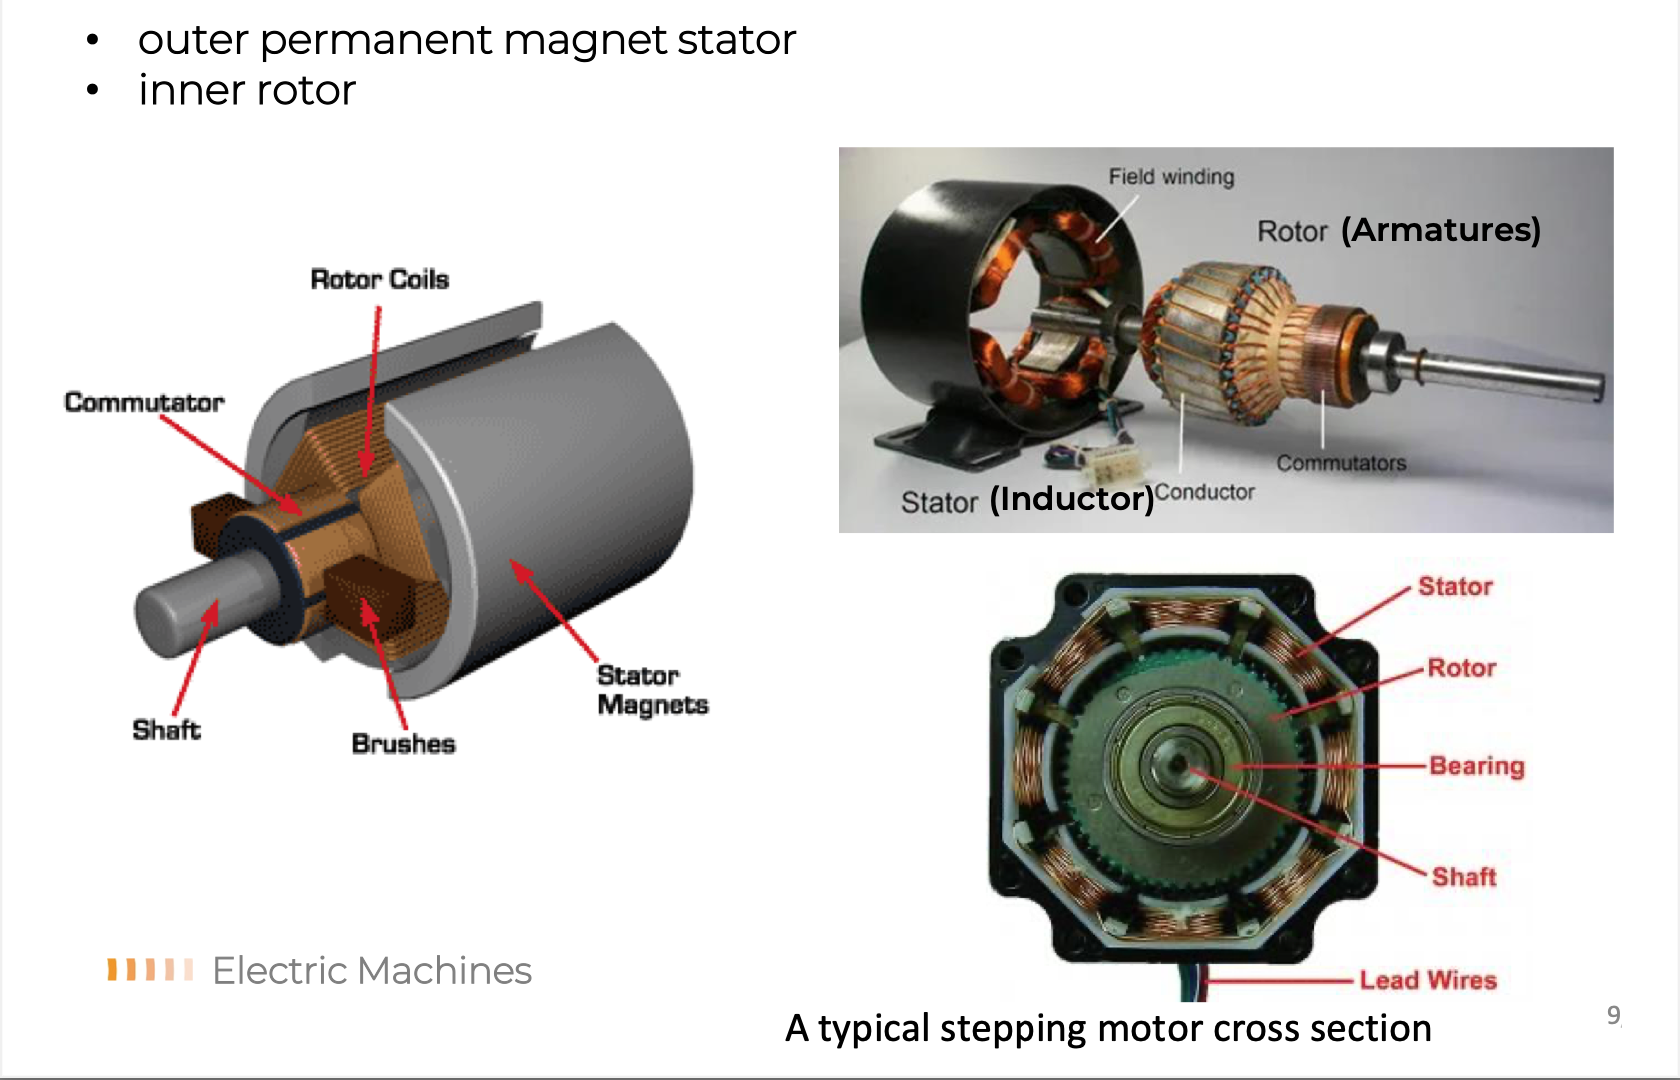 • outer permanent magnet stator
• inner rotor
Rotor Coils
Commutator
Shaft
Brushes
Stator
Magnets
Field winding
Rotor (Armatures)
Commutators
Conductor
Stator (Inductor)
Stator
Rotor
Bearing
Shaft
Lead Wires
Electric Machines
A typical stepping motor cross section
9